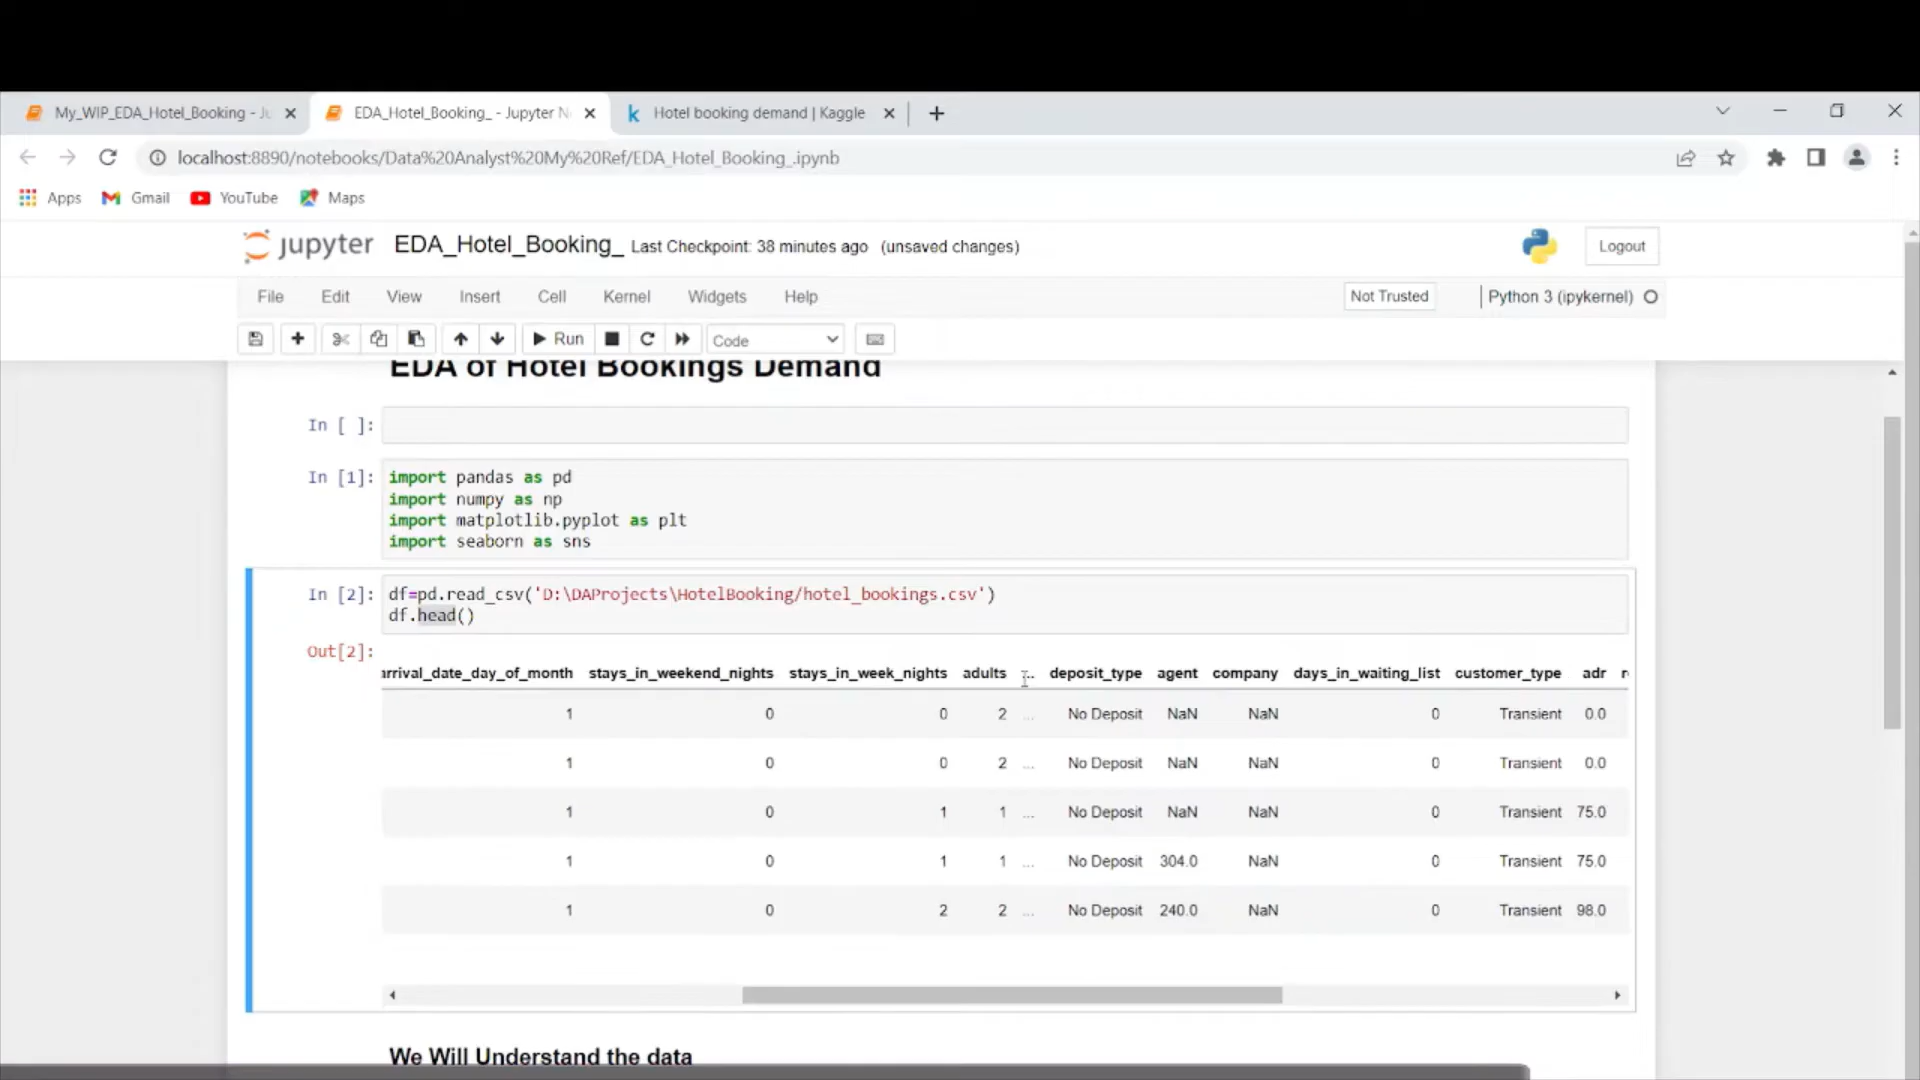 My_WIP_EDA_Hotel_Booking - Ju
EDA_Hotel_Booking_ - Jupyter N
Hotel booking demand | Kaggle
localhost:8890/notebooks/Data%20Analyst%20My%20Ref/EDA_Hotel_Booking_.ipynb
Apps Gmail YouTube Maps
jupyter EDA_Hotel_Booking_ Last Checkpoint: 38 minutes ago (unsaved changes) Logout
File Edit View Insert Cell Kernel Widgets Help Not Trusted Python 3 (ipykernel)
Run Code
EDA of Hotel Bookings Demand
In [ ]:
In [1]: import pandas as pd
import numpy as np
import matplotlib.pyplot as plt
import seaborn as sns
In [2]: df=pd.read_csv('D:\DAProjects\HotelBooking/hotel_bookings.csv')
df.head()
Out[2]:
arrival_date_day_of_month stays_in_weekend_nights stays_in_week_nights adults ... deposit_type agent company days_in_waiting_list customer_type adr r
1 0 0 2 ... No Deposit NaN NaN 0 Transient 0.0
1 0 0 2 ... No Deposit NaN NaN 0 Transient 0.0
1 0 1 1 ... No Deposit NaN NaN 0 Transient 75.0
1 0 1 1 ... No Deposit 304.0 NaN 0 Transient 75.0
1 0 2 2 ... No Deposit 240.0 NaN 0 Transient 98.0
We Will Understand the data